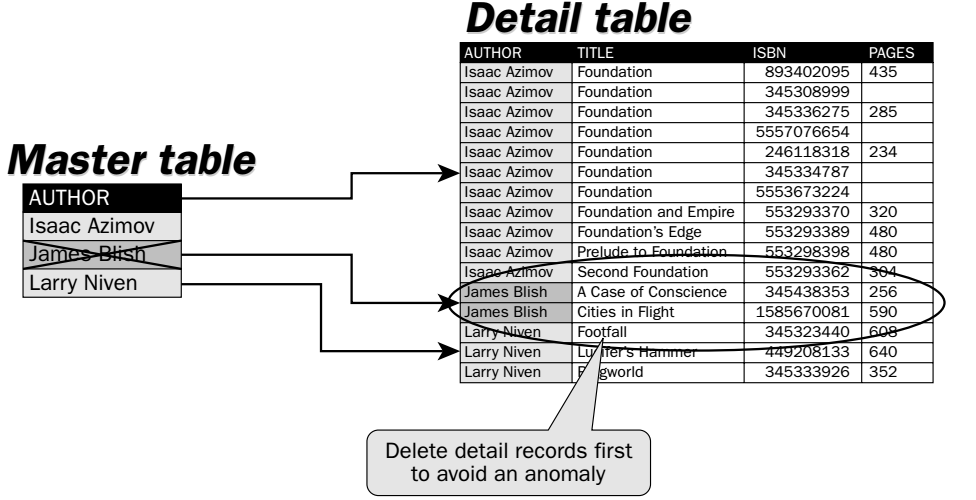 Detail table
AUTHOR TITLE ISBN PAGES
Isaac Azimov Foundation 893402095 435
Isaac Azimov Foundation 345308999
Isaac Azimov Foundation 345336275 285
Isaac Azimov Foundation 5557076654
Isaac Azimov Foundation 246118318 234
Isaac Azimov Foundation 345334787
Isaac Azimov Foundation 5553673224
Isaac Azimov Foundation and Empire 553293370 320
Isaac Azimov Foundation's Edge 553293389 480
Isaac Azimov Prelude to Foundation 553298398 480
Isaac Azimov Second Foundation 553293362 304
James Blish A Case of Conscience 345438353 256
James Blish Cities in Flight 1585670081 590
Larry Niven Footfall 345323440 608
Larry Niven Lucifer's Hammer 449208133 640
Larry Niven Ringworld 345333926 352
Master table
AUTHOR
Isaac Azimov
James Blish
Larry Niven
Delete detail records first
to avoid an anomaly